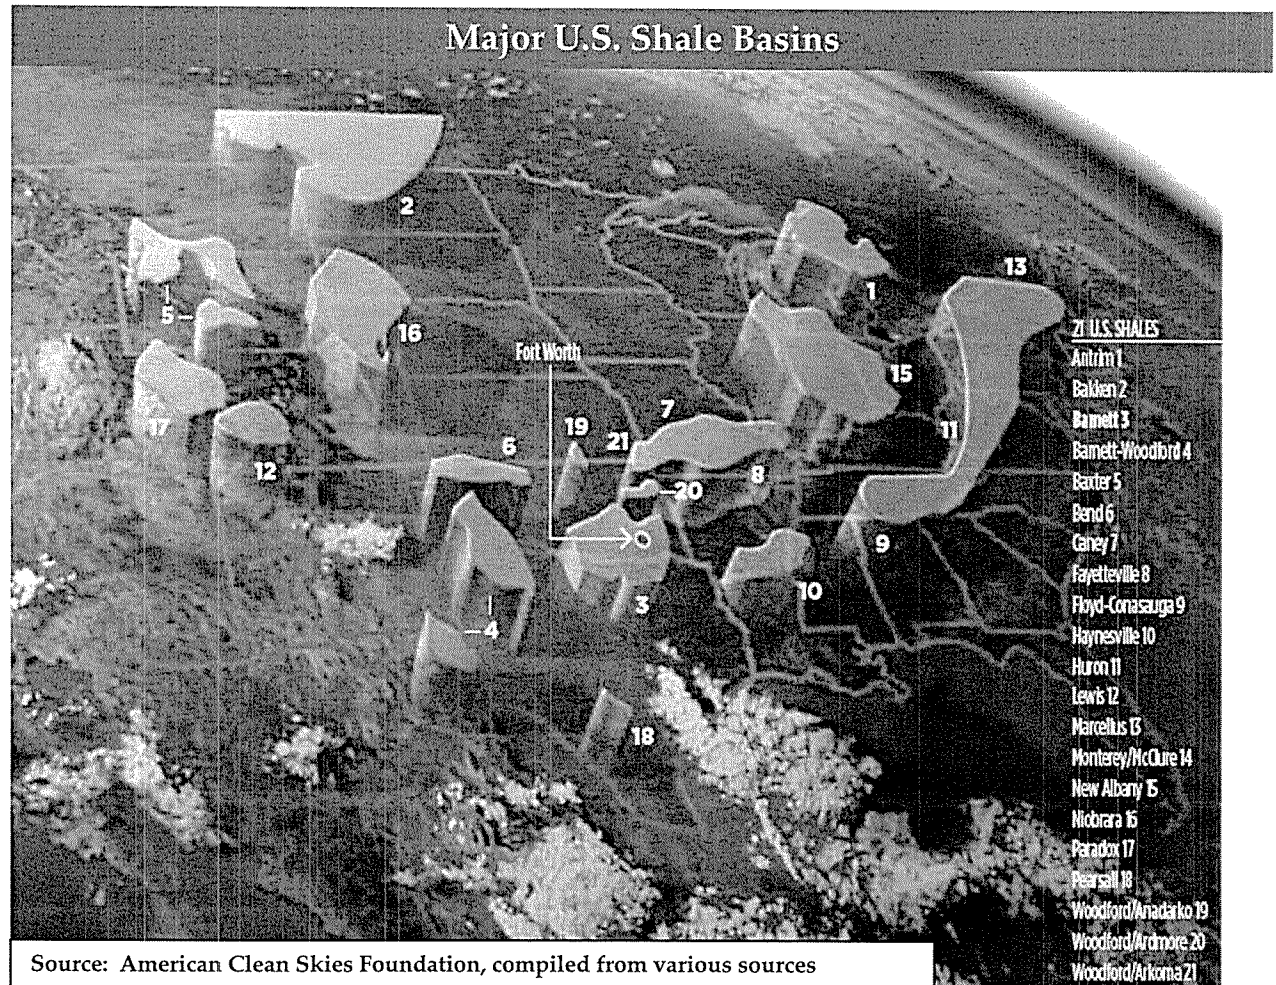 Major U.S. Shale Basins
2
13
1
5
16
Fort Worth
21 U.S. SHALES
Antrim 1
15
Bakken 2
7
17
19
21
11
Barnett 3
12
6
Barnett-Woodford 4
8
Baxter 5
20
Bend 6
9
Caney 7
10
Fayetteville 8
3
Floyd-Conasauga 9
4
Haynesville 10
Huron 11
Lewis 12
18
Marcellus 13
Monterey/McClure 14
New Albany 15
Niobrara 16
Paradox 17
Pearsall 18
Woodford/Anadarko 19
Woodford/Ardmore 20
Woodford/Arkoma 21
Source: American Clean Skies Foundation, compiled from various sources